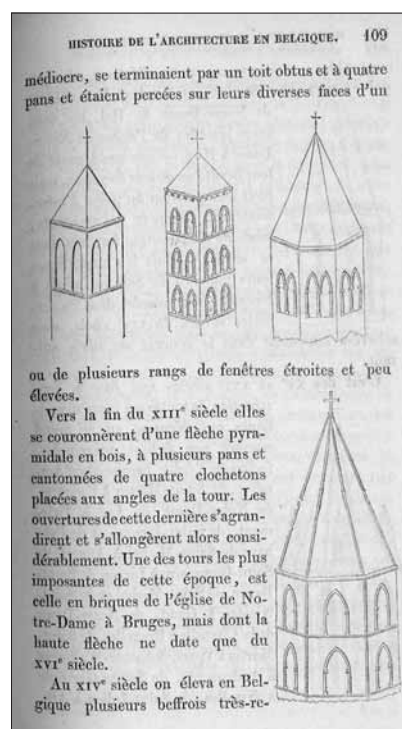 HISTOIRE DE L'ARCHITECTURE EN BELGIQUE. 109
médiocre, se terminaient par un toit obtus et à quatre
pans et étaient percées sur leurs diverses faces d'un
ou de plusieurs rangs de fenêtres étroites et peu
élevées.
Vers la fin du XIIIe siècle elles
se couronnèrent d'une flèche pyra-
midale en bois, à plusieurs pans et
cantonnées de quatre clochetons
placées aux angles de la tour. Les
ouvertures de cette dernière s'agran-
dirent et s'allongèrent alors consi-
dérablement. Une des tours les plus
imposantes de cette époque, est
celle en briques de l'église de No-
tre-Dame à Bruges, mais dont la
haute flèche ne date que du
XVIe siècle.
Au XIVe siècle on éleva en Bel-
gique plusieurs beffrois très-re-